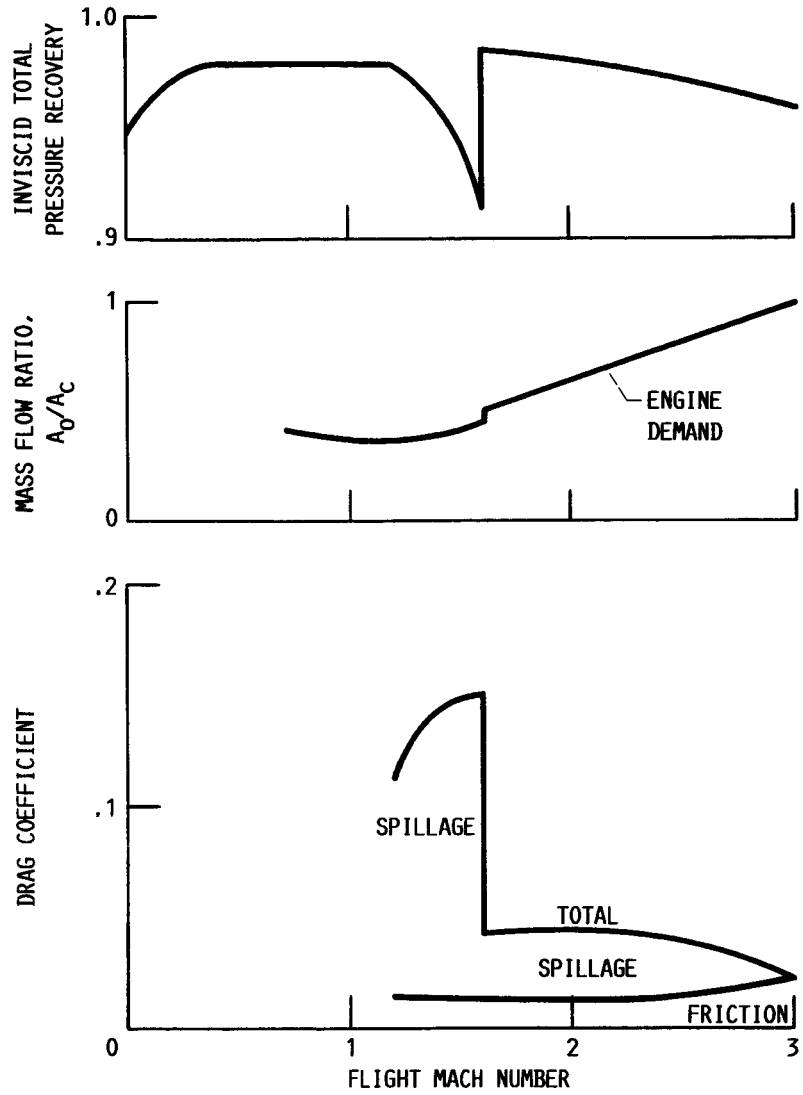 1.0
INVISCID TOTAL
PRESSURE RECOVERY
.9
1
MASS FLOW RATIO,
A0/AC
ENGINE
DEMAND
0
.2
DRAG COEFFICIENT
.1
SPILLAGE
TOTAL
SPILLAGE
FRICTION
0 1 2 3
FLIGHT MACH NUMBER